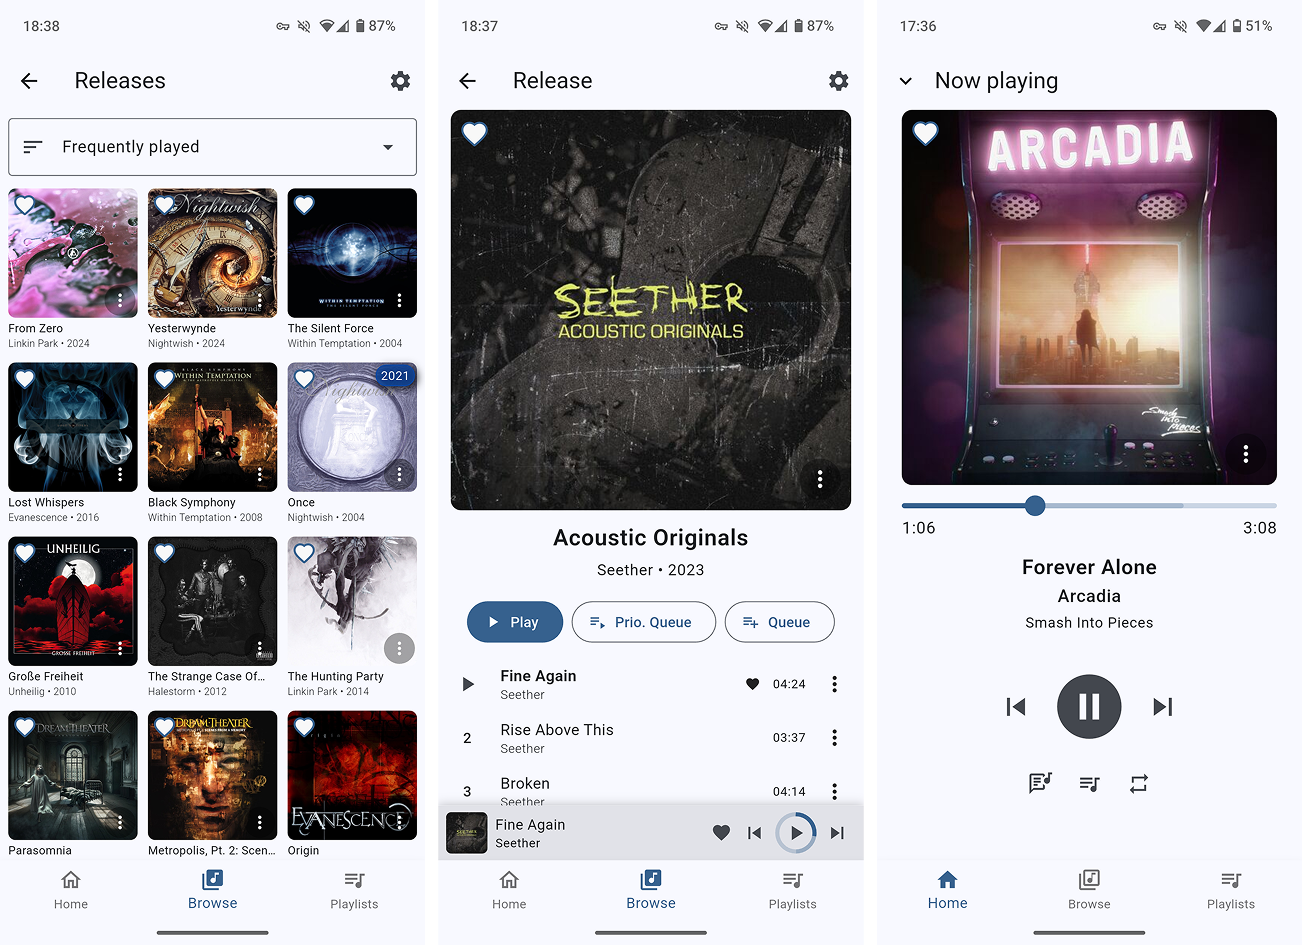 18:38
87%
Releases
Frequently played
From Zero
Linkin Park • 2024
Nightwish
Yesterwynde
Yesterwynde
Nightwish • 2024
WITHIN TEMPTATION
THE SILENT FORCE
The Silent Force
Within Temptation • 2004
Lost Whispers
Evanescence • 2016
BLACK SYMPHONY
WITHIN TEMPTATION
Black Symphony
Within Temptation • 2008
2021
Nightwish
Once
Nightwish • 2004
UNHEILIG
GROSSE FREIHEIT
Große Freiheit
Unheilig • 2010
The Strange Case Of…
Halestorm • 2012
The Hunting Party
Linkin Park • 2014
DREAM THEATER
Parasomnia
DREAM THEATER
Metropolis, Pt. 2: Scen…
Origin
EVANESCENCE
Origin
Home
Browse
Playlists
18:37
87%
Release
SEETHER
ACOUSTIC ORIGINALS
Acoustic Originals
Seether • 2023
Play
Prio. Queue
Queue
Fine Again
Seether
04:24
2
Rise Above This
Seether
03:37
3
Broken
Seether
04:14
Fine Again
Seether
Home
Browse
Playlists
17:36
51%
Now playing
ARCADIA
Smash
Into
Pieces
1:06
3:08
Forever Alone
Arcadia
Smash Into Pieces
Home
Browse
Playlists